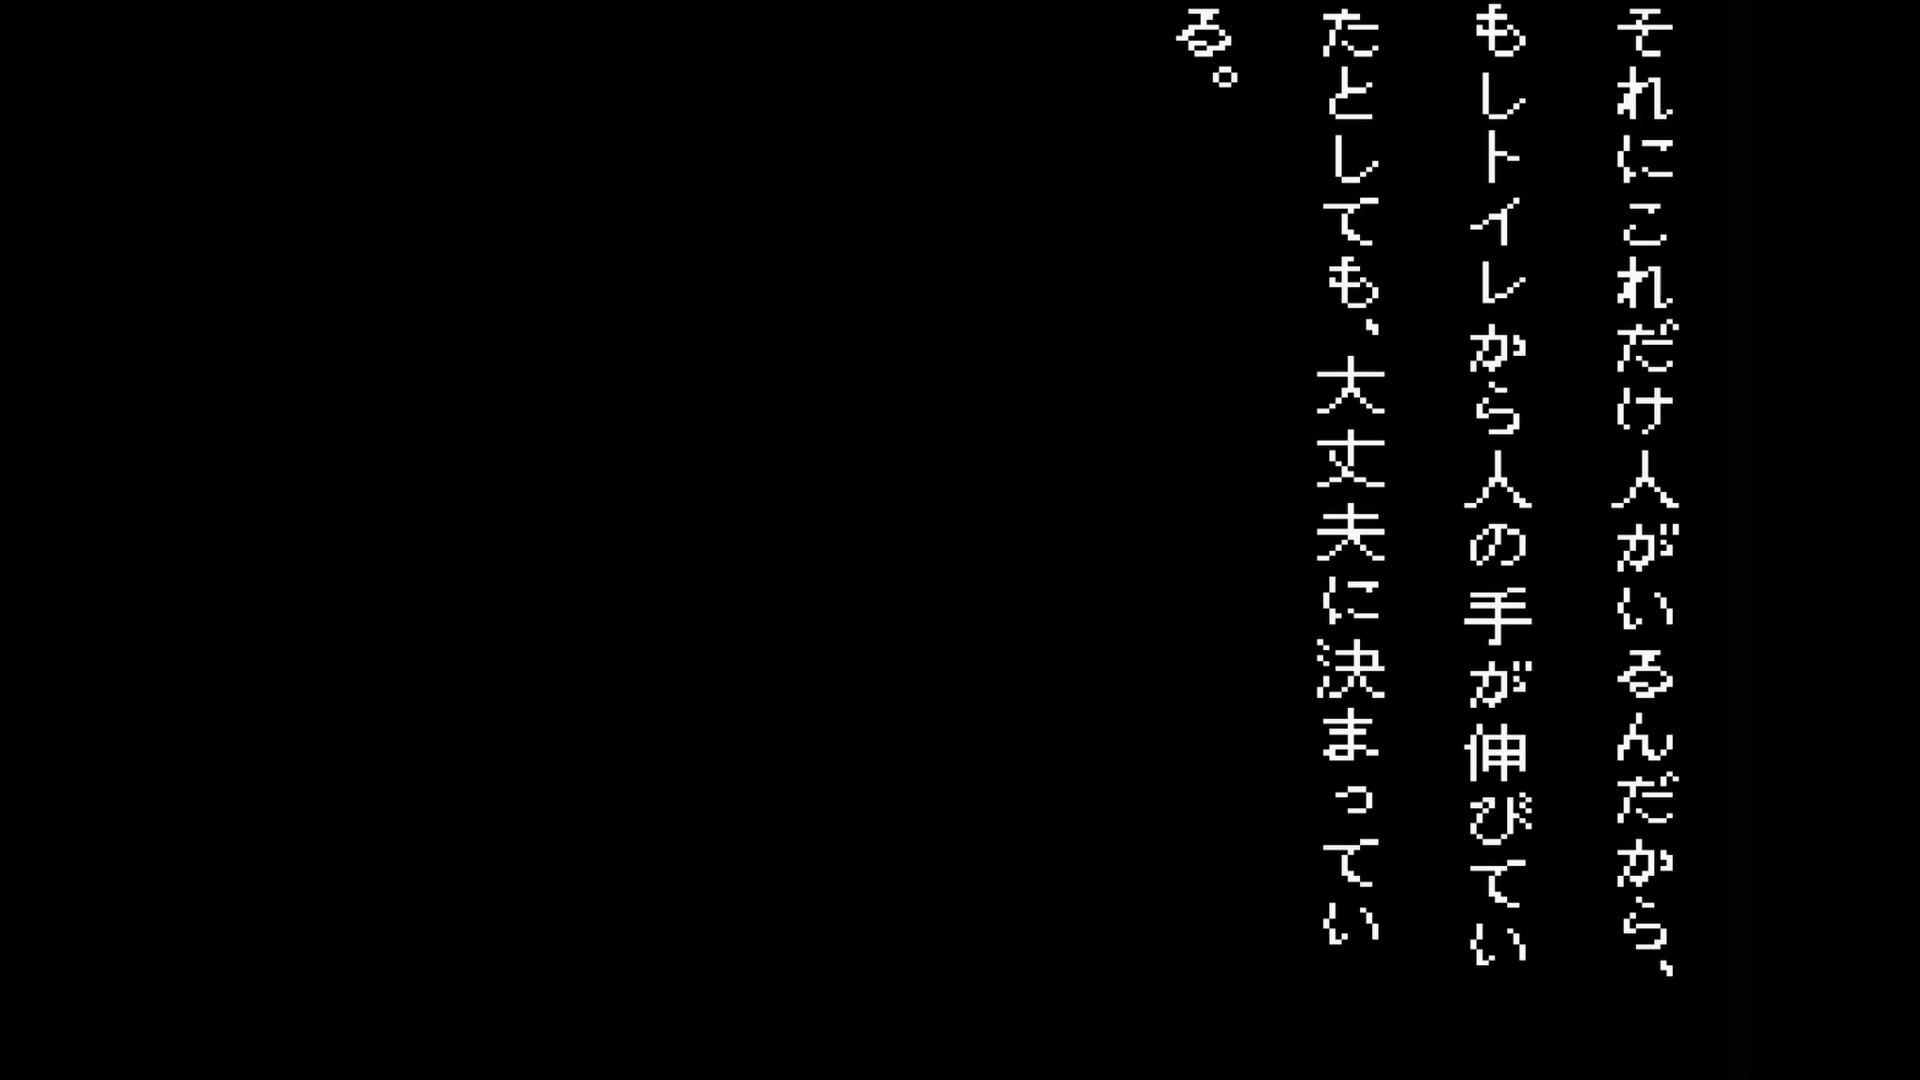 それにこれだけ人がいるんだから、
もしトイレから人の手が伸びてい
たとしても、大丈夫に決まってい
る。